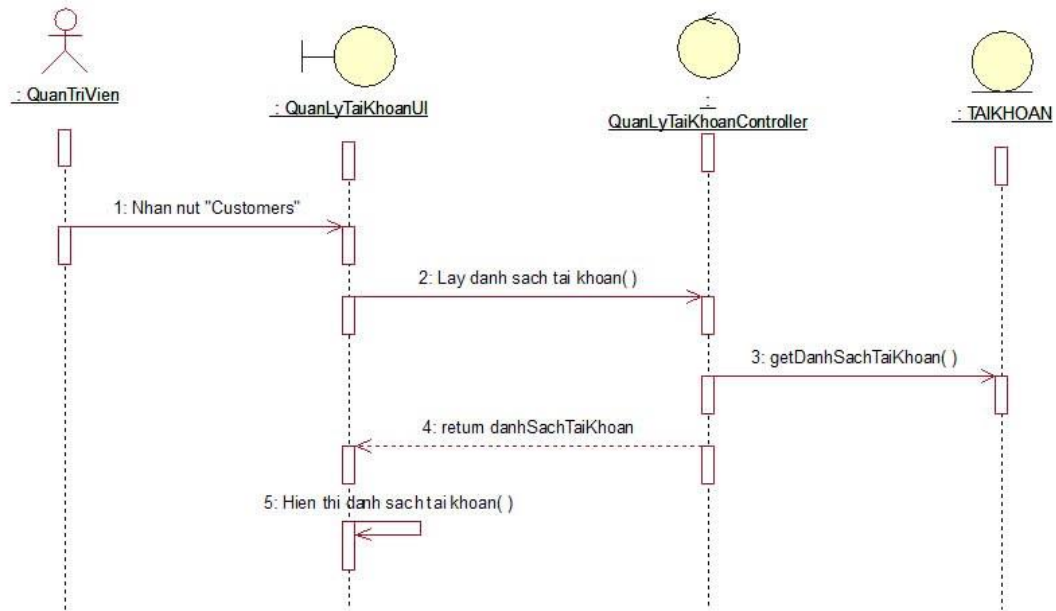 : QuanTriVien
: QuanLyTaiKhoanUI
:
QuanLyTaiKhoanController
: TAIKHOAN
1: Nhan nut "Customers"
2: Lay danh sach tai khoan( )
3: getDanhSachTaiKhoan( )
4: return danhSachTaiKhoan
5: Hien thi danh sach tai khoan( )